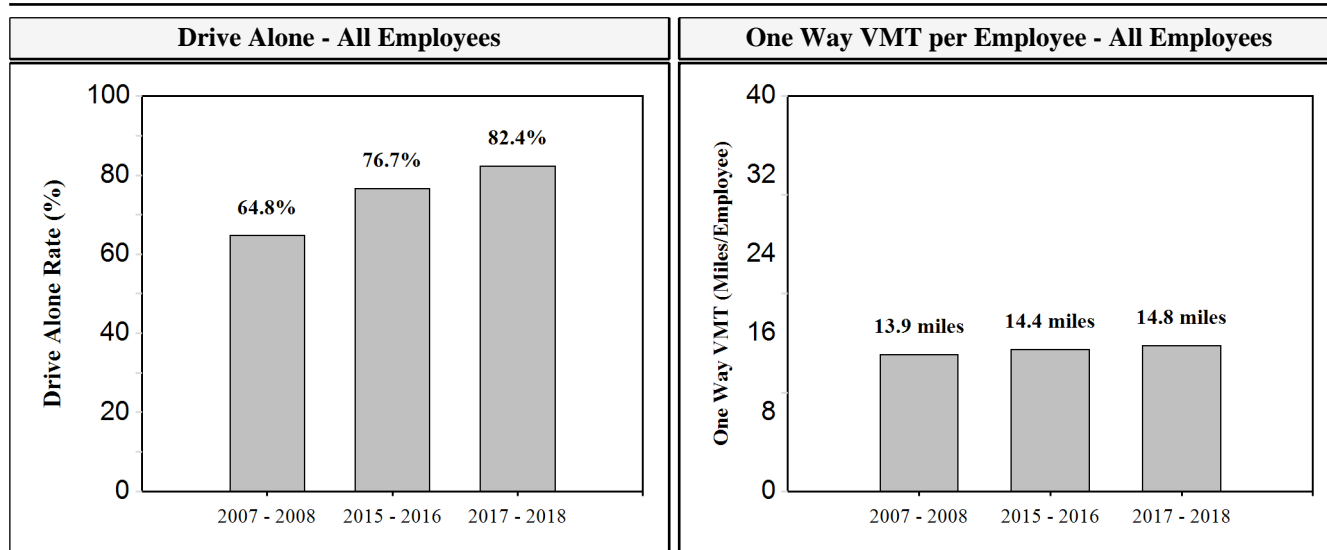 Drive Alone - All Employees
Drive Alone Rate (%)
100
80
60
40
20
0
64.8%
76.7%
82.4%
2007 - 2008
2015 - 2016
2017 - 2018
One Way VMT per Employee - All Employees
One Way VMT (Miles/Employee)
40
32
24
16
8
0
13.9 miles
14.4 miles
14.8 miles
2007 - 2008
2015 - 2016
2017 - 2018